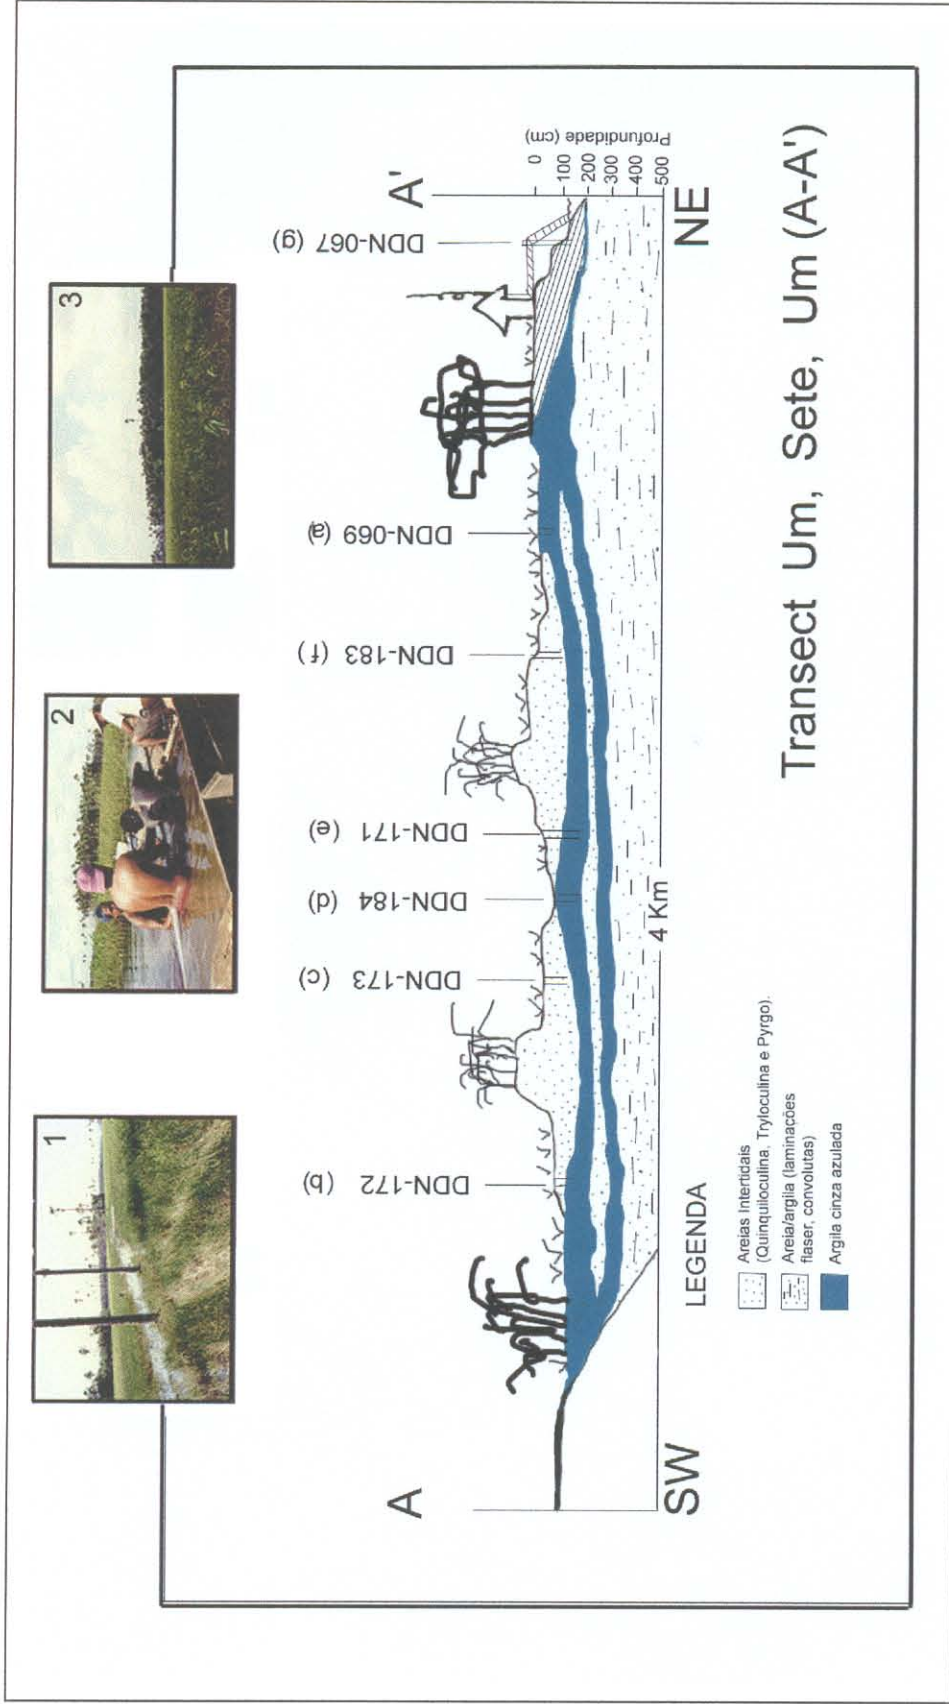 1
2
3
A
A'
DDN-172 (b)
DDN-173 (c)
DDN-184 (d)
DDN-171 (e)
DDN-183 (f)
DDN-069 (a)
DDN-067 (g)
Profundidade (cm)
0
100
200
300
400
500
4 Km
SW
NE
LEGENDA
Areias Intertidais
(Quinquiloculina, Tryloculina e Pyrgo).
Areia/argila (laminacões
flaser, convolutas)
Argila cinza azulada
Transect Um, Sete, Um (A-A')